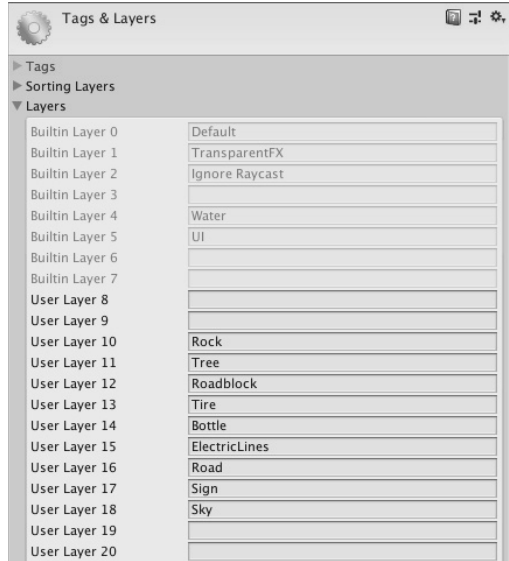 Tags & Layers
Tags
Sorting Layers
Layers
Builtin Layer 0 Default
Builtin Layer 1 TransparentFX
Builtin Layer 2 Ignore Raycast
Builtin Layer 3
Builtin Layer 4 Water
Builtin Layer 5 UI
Builtin Layer 6
Builtin Layer 7
User Layer 8
User Layer 9
User Layer 10 Rock
User Layer 11 Tree
User Layer 12 Roadblock
User Layer 13 Tire
User Layer 14 Bottle
User Layer 15 ElectricLines
User Layer 16 Road
User Layer 17 Sign
User Layer 18 Sky
User Layer 19
User Layer 20